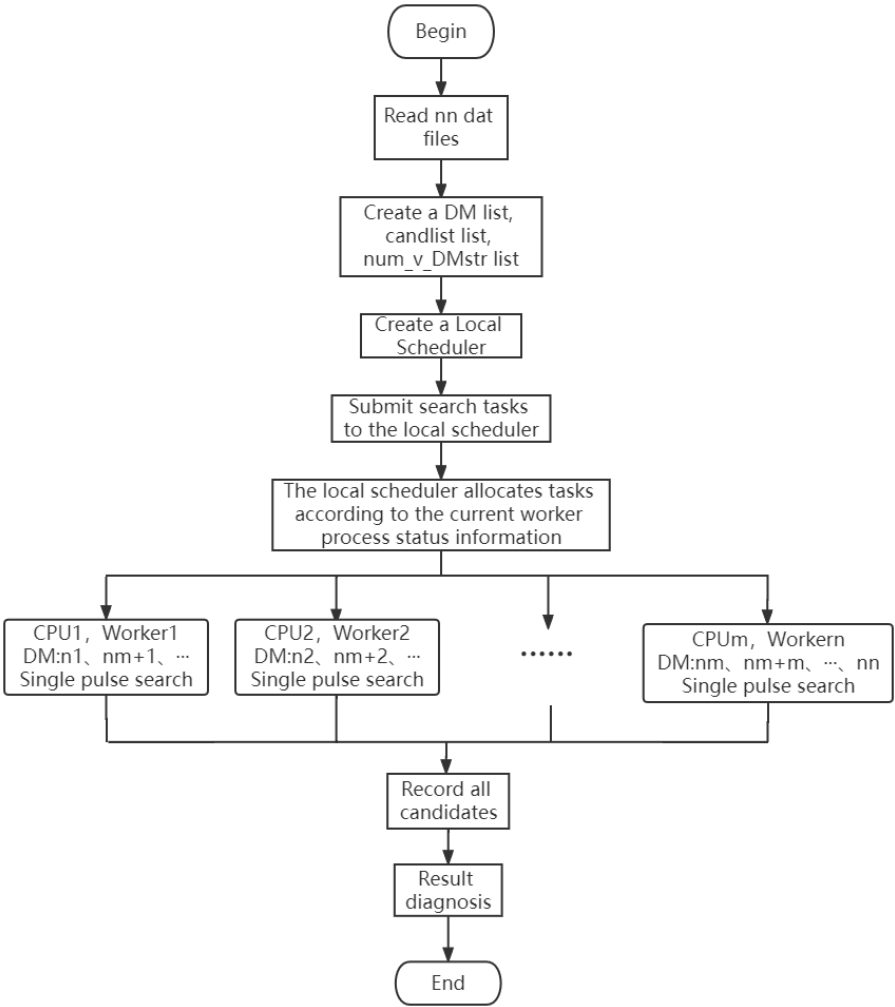 Begin
Read nn dat
files
Create a DM list,
candlist list,
num_v_DMstr list
Create a Local
Scheduler
Submit search tasks
to the local scheduler
The local scheduler allocates tasks
according to the current worker
process status information
CPU1，Worker1
DM:n1、nm+1、···
Single pulse search
CPU2，Worker2
DM:n2、nm+2、···
Single pulse search
······
CPUm，Workern
DM:nm、nm+m、···、nn
Single pulse search
Record all
candidates
Result
diagnosis
End